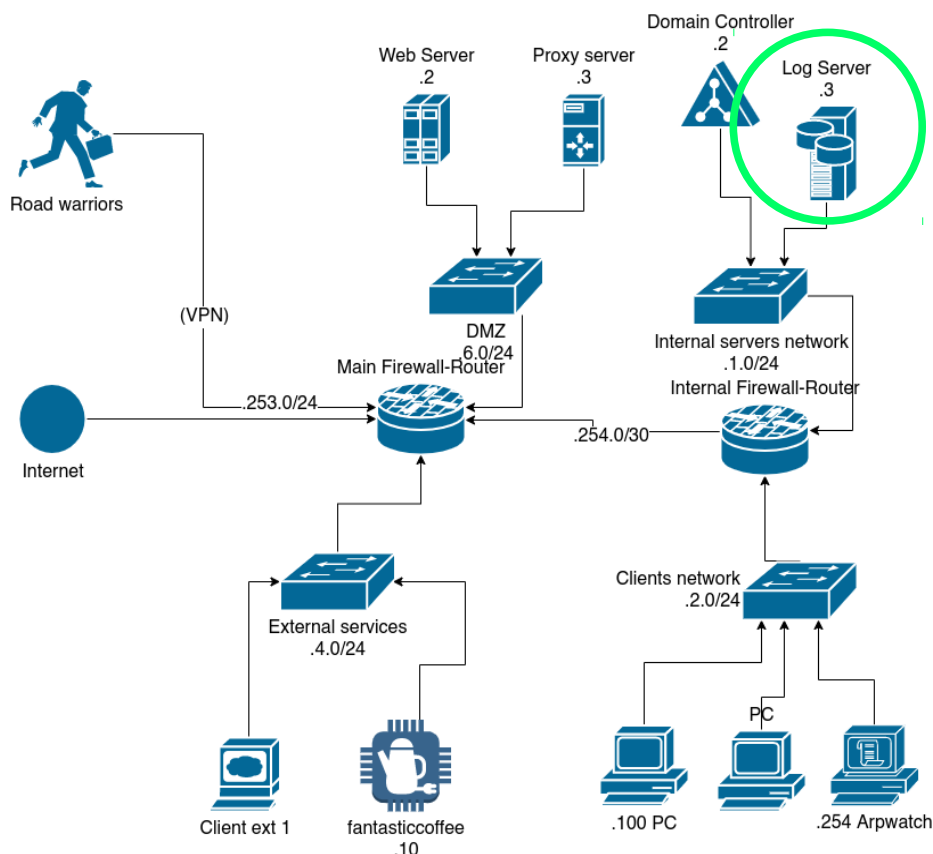 Domain Controller
.2
Web Server
.2
Proxy server
.3
Log Server
.3
Road warriors
(VPN)
DMZ
.6.0/24
Internal servers network
.1.0/24
Main Firewall-Router
Internal Firewall-Router
.253.0/24
.254.0/30
Internet
Clients network
.2.0/24
External services
.4.0/24
PC
Client ext 1
fantasticcoffee
.10
.100 PC
.254 Arpwatch